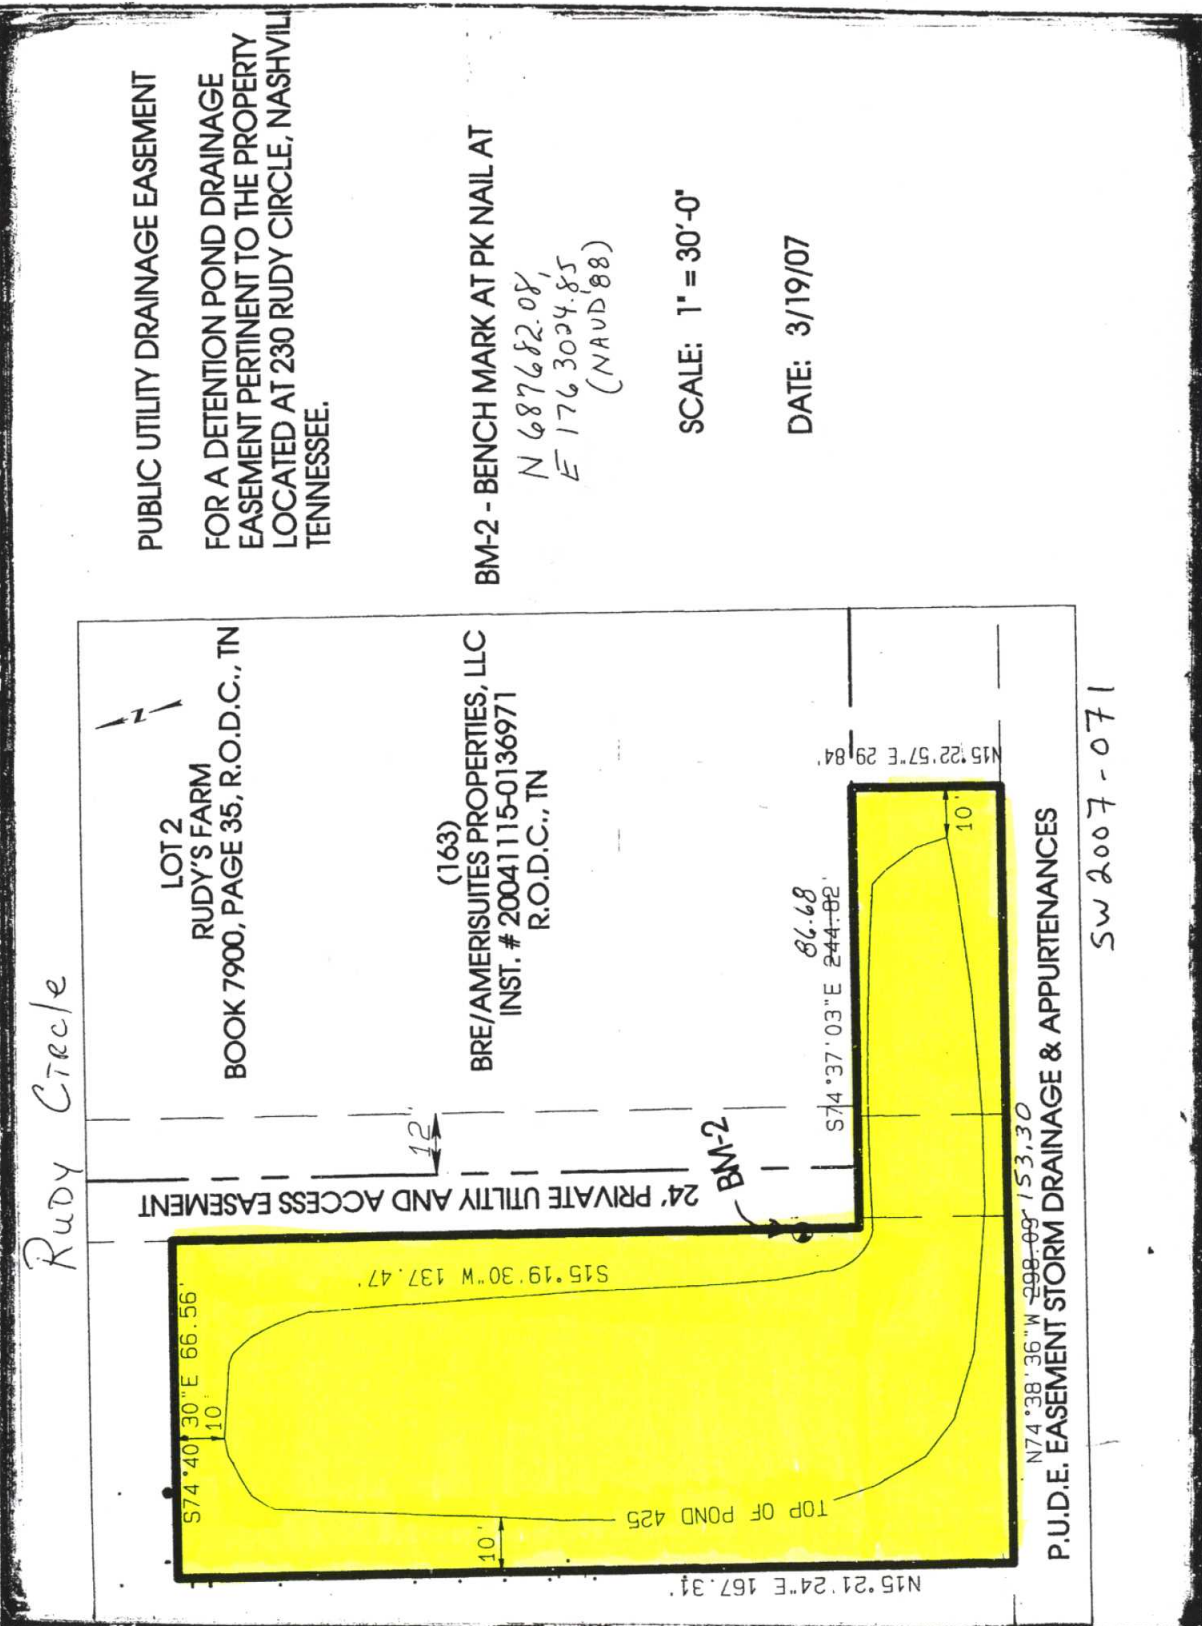 Rudy Circle
LOT 2
RUDY'S FARM
BOOK 7900, PAGE 35, R.O.D.C., TN
N
(163)
BRE/AMERISUITES PROPERTIES, LLC
INST. # 20041115-0136971
R.O.D.C., TN
12
24' PRIVATE UTILTIY AND ACCESS EASEMENT
S74°40'30"E 66.56'
10'
S15°19'30"W 137.47'
BM-2
86.68
S74°37'03"E 244.82'
N15°22'57"E 29.84'
10'
10'
TOP OF POND 425
N15°21'24"E 167.31'
N74°38'36"W 298.09' 153.30
P.U.D.E. EASEMENT STORM DRAINAGE & APPURTENANCES
SW 2007-071
PUBLIC UTILITY DRAINAGE EASEMENT
FOR A DETENTION POND DRAINAGE
EASEMENT PERTINENT TO THE PROPERTY
LOCATED AT 230 RUDY CIRCLE, NASHVILL
TENNESSEE.
BM-2 - BENCH MARK AT PK NAIL AT
N 687682.08,
E 1763024.85
(NAVD'88)
SCALE: 1" = 30'-0"
DATE: 3/19/07